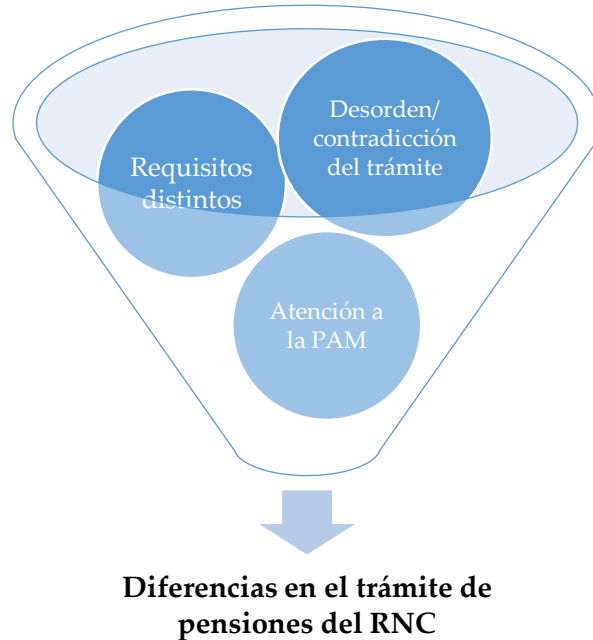 Desorden/
contradicción
del trámite
Requisitos
distintos
Atención a
la PAM
Diferencias en el trámite de
pensiones del RNC